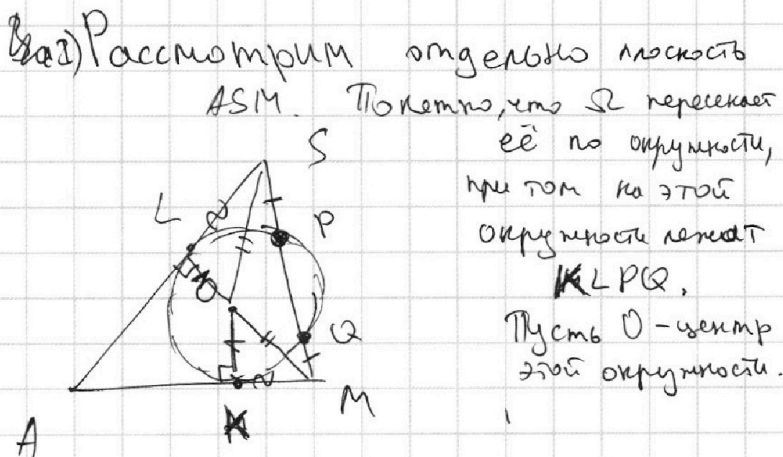 а1) Рассмотрим отдельно плоскость
ASM. Понятно, что Ω пересекает
её по окружности,
при том на этой
окружности лежат
KLPQ.
Пусть O - центр
этой окружности.
S
L
P
O
Q
A
K
M